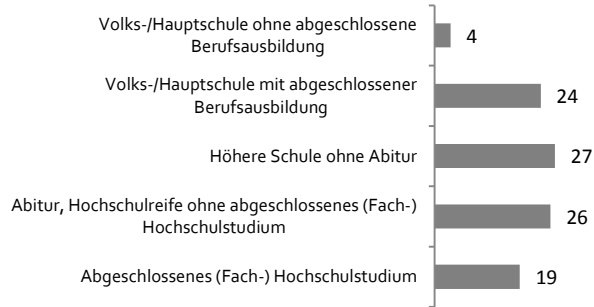 Volks-/Hauptschule ohne abgeschlossene
Berufsausbildung
4
Volks-/Hauptschule mit abgeschlossener
Berufsausbildung
24
Höhere Schule ohne Abitur
27
Abitur, Hochschulreife ohne abgeschlossenes (Fach-)
Hochschulstudium
26
Abgeschlossenes (Fach-) Hochschulstudium
19